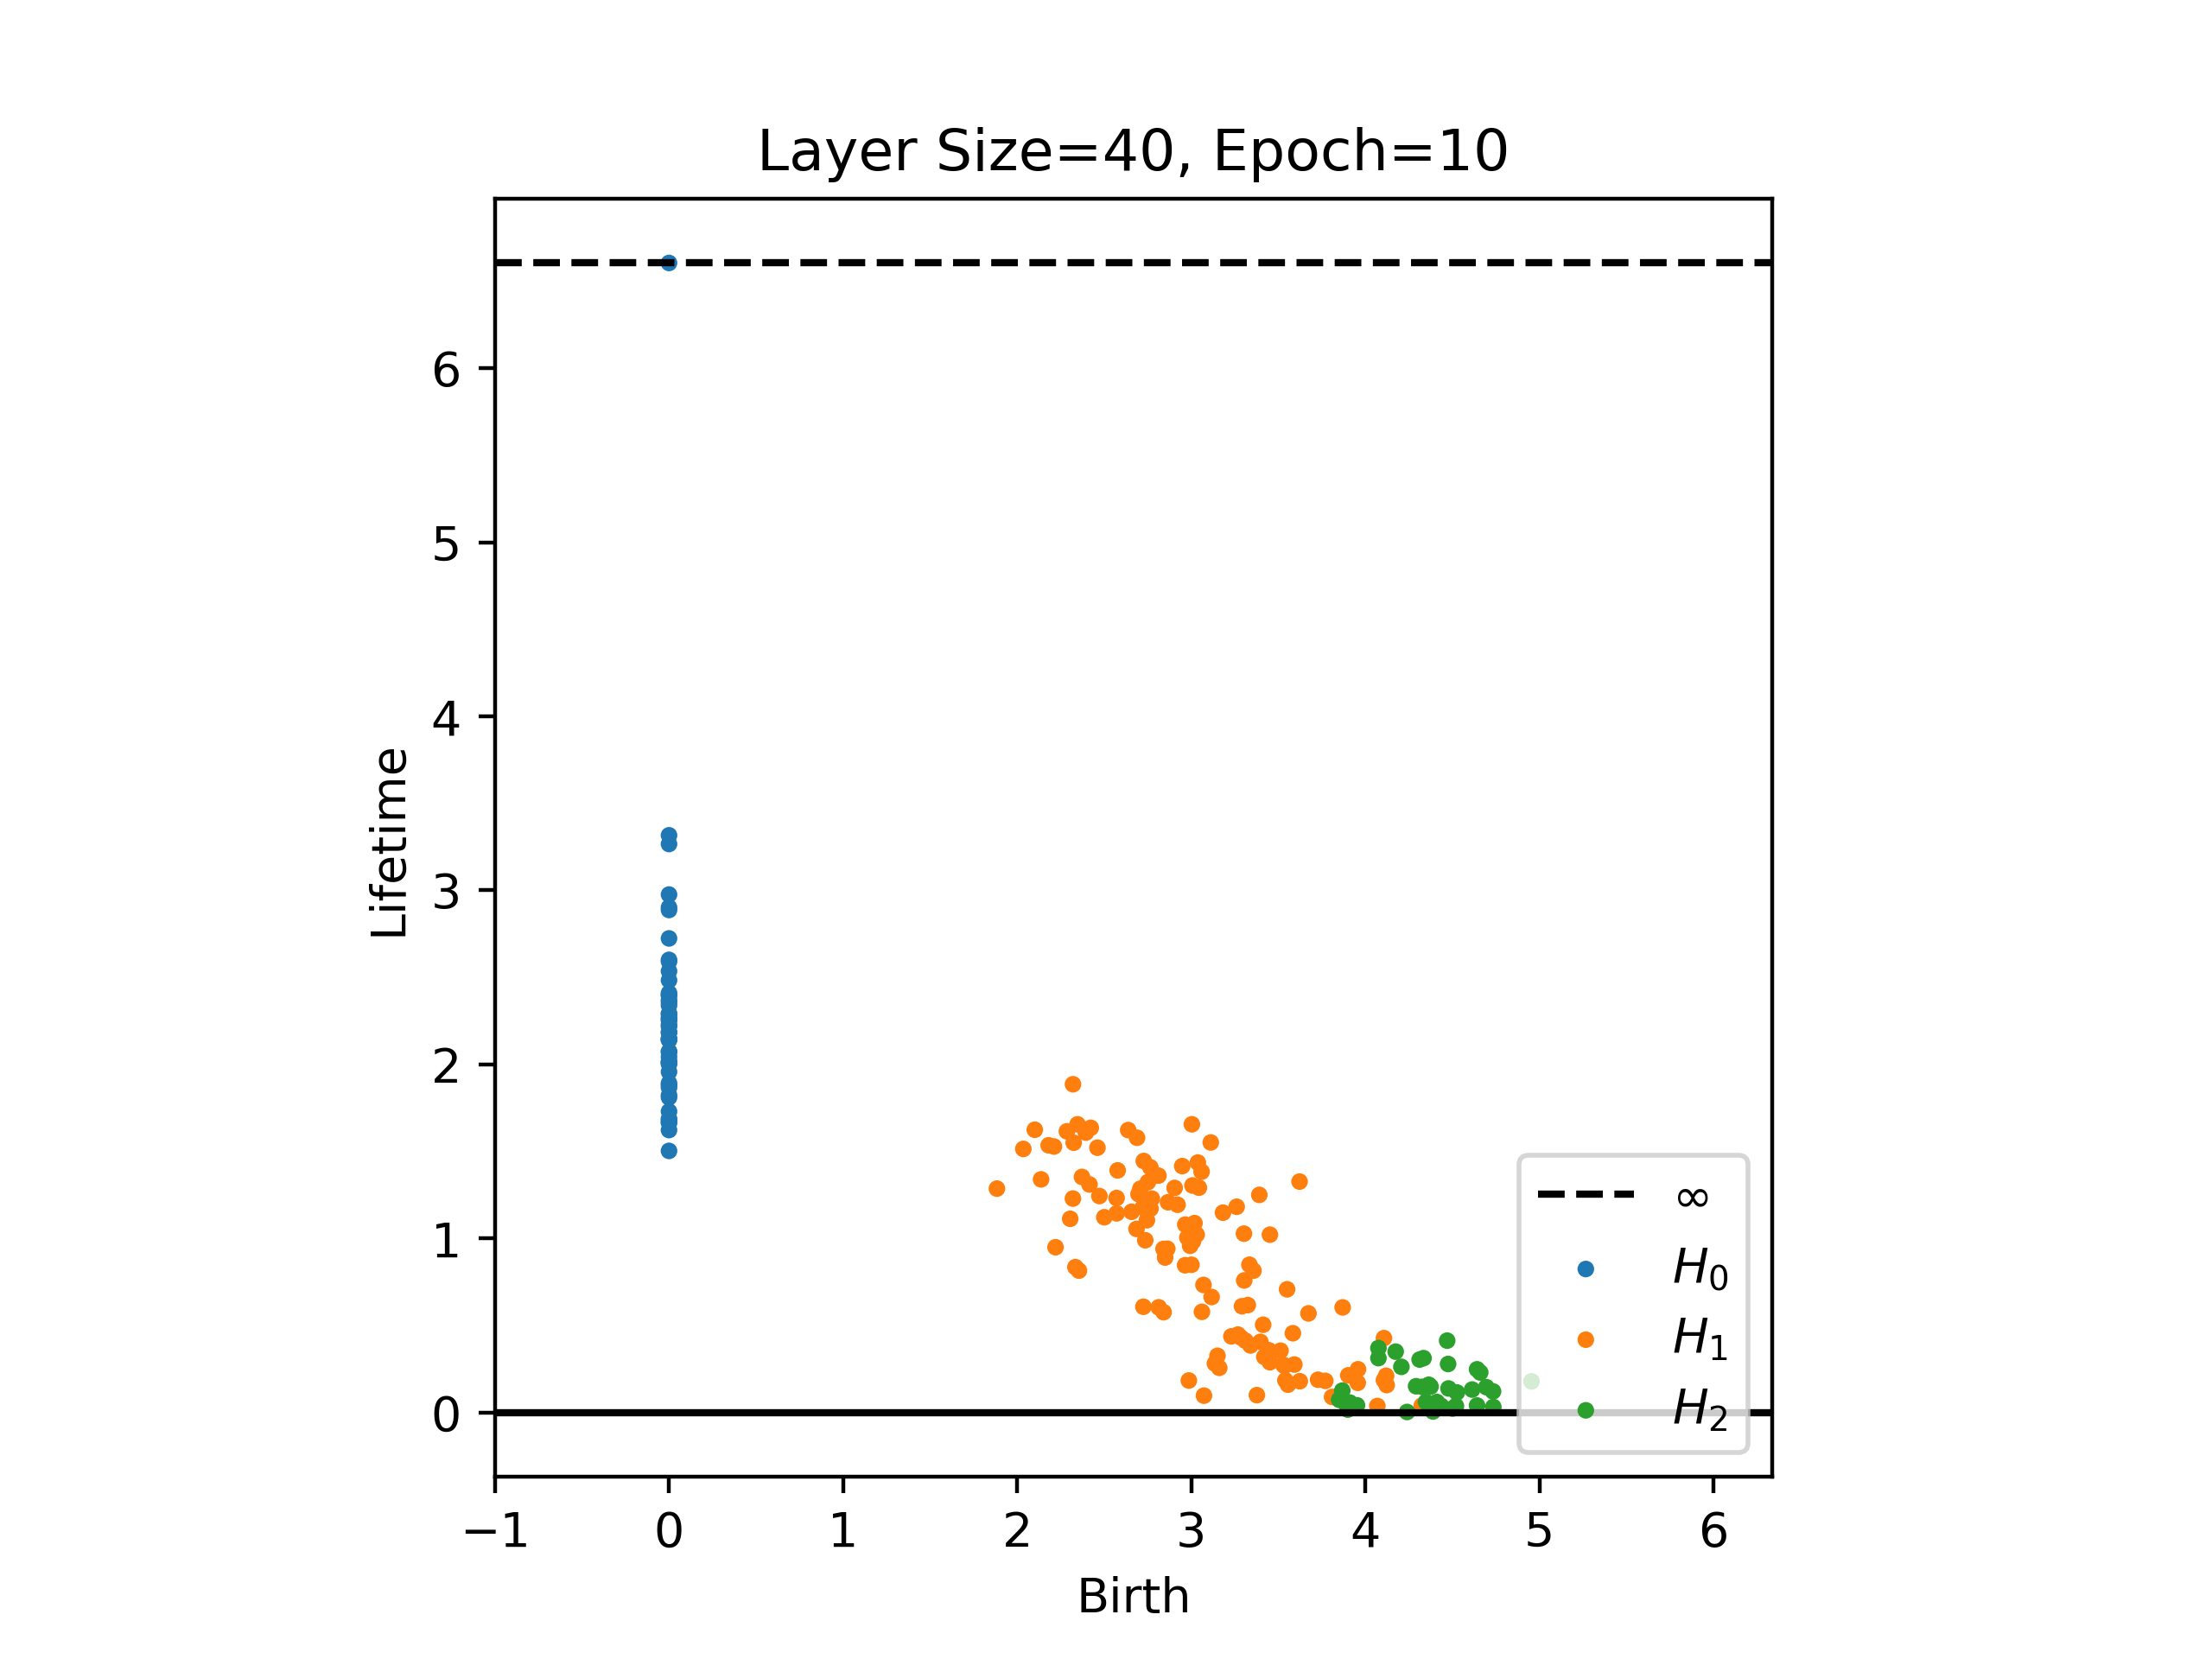 Layer Size=40, Epoch=10
Lifetime
6
5
4
3
2
1
0
∞
H₀
H₁
H₂
−1 0 1 2 3 4 5 6
Birth